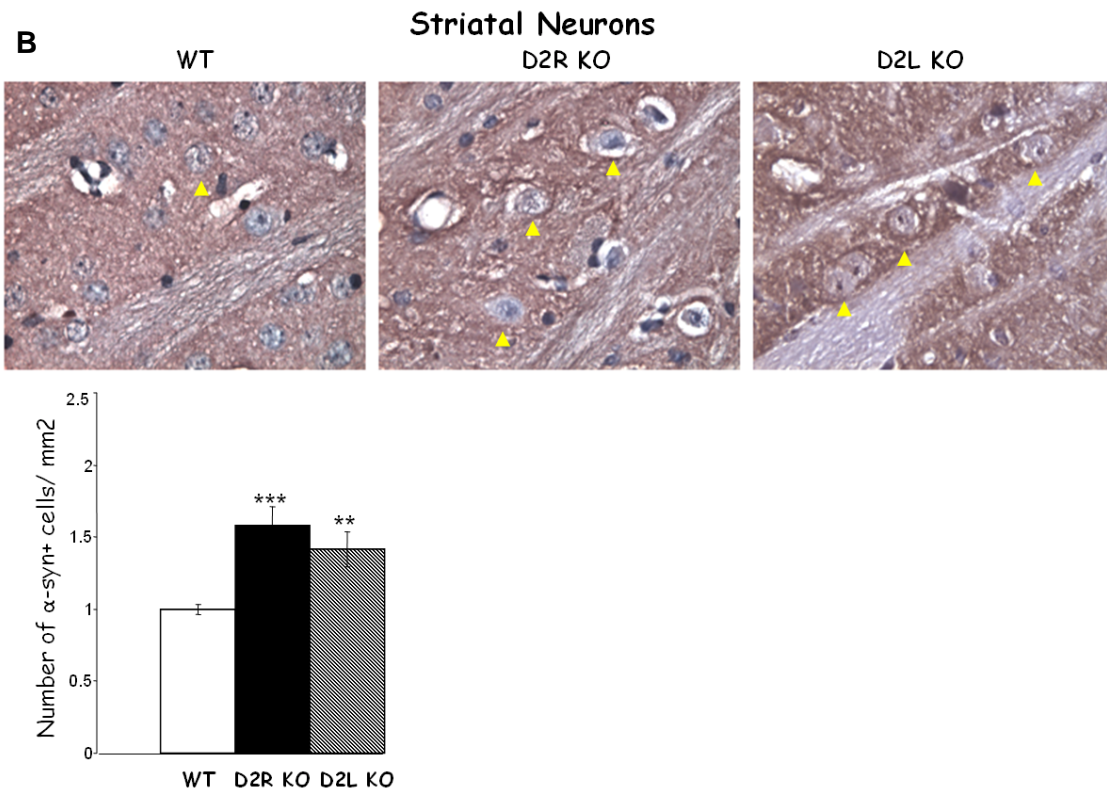 Striatal Neurons
B
WT
D2R KO
D2L KO
Number of α-syn+ cells/ mm2
2.5
2
1.5
1
0.5
0
***
**
WT
D2R KO
D2L KO